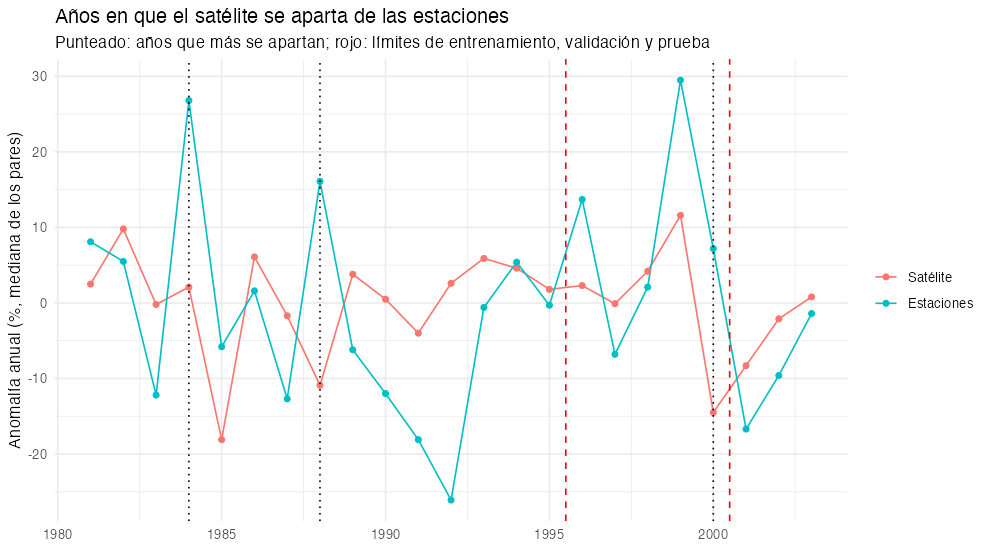 Años en que el satélite se aparta de las estaciones
Punteado: años que más se apartan; rojo: límites de entrenamiento, validación y prueba
Anomalía anual (%, mediana de los pares)
30
20
10
0
-10
-20
1980
1985
1990
1995
2000
Satélite
Estaciones